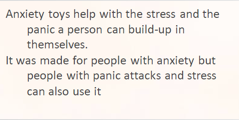 Anxiety toys help with the stress and the
panic a person can build-up in
themselves.
It was made for people with anxiety but
people with panic attacks and stress
can also use it